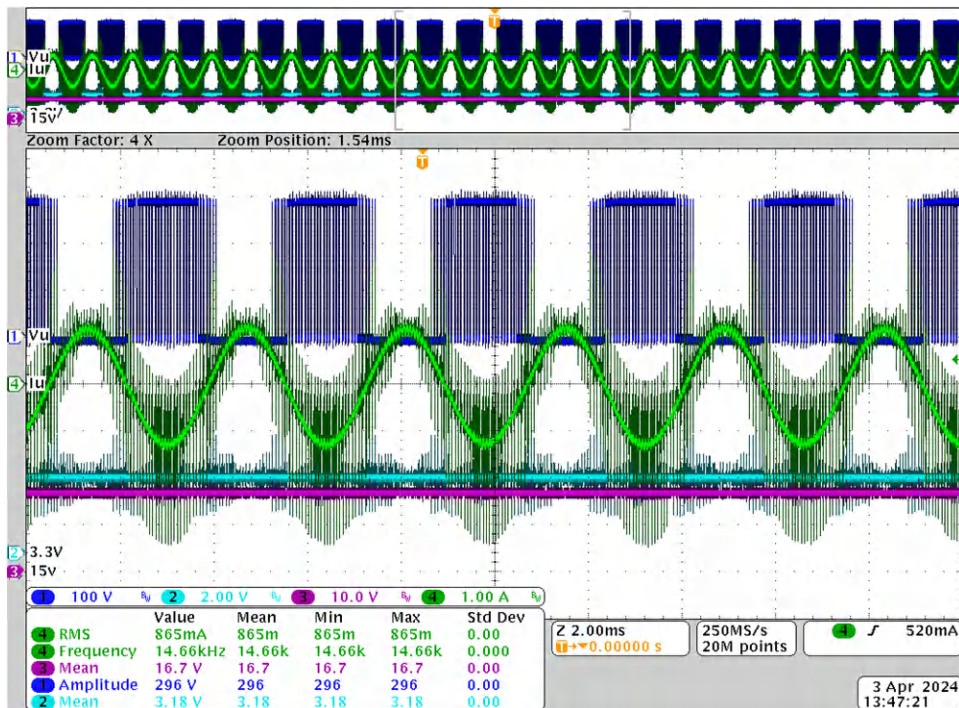 T
1 Vu
4 Iu
3 15v
Zoom Factor: 4 X Zoom Position: 1.54ms
T
1 Vu
4 Iu
2 3.3V
3 15v
1 100 V BW 2 2.00 V BW 3 10.0 V BW 4 1.00 A BW
Value Mean Min Max Std Dev
4 RMS 865mA 865m 865m 865m 0.00
4 Frequency 14.66kHz 14.66k 14.66k 14.66k 0.000
3 Mean 16.7 V 16.7 16.7 16.7 0.00
1 Amplitude 296 V 296 296 296 0.00
2 Mean 3.18 V 3.18 3.18 3.18 0.00
Z 2.00ms
T→▼0.00000 s
250MS/s
20M points
4 ƒ 520mA
3 Apr 2024
13:47:21